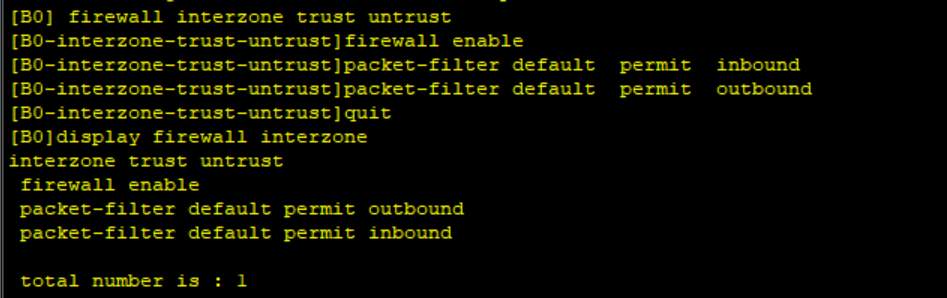 [B0] firewall interzone trust untrust
[B0-interzone-trust-untrust]firewall enable
[B0-interzone-trust-untrust]packet-filter default  permit  inbound
[B0-interzone-trust-untrust]packet-filter default  permit  outbound
[B0-interzone-trust-untrust]quit
[B0]display firewall interzone
interzone trust untrust
 firewall enable
 packet-filter default permit outbound
 packet-filter default permit inbound
 total number is : 1